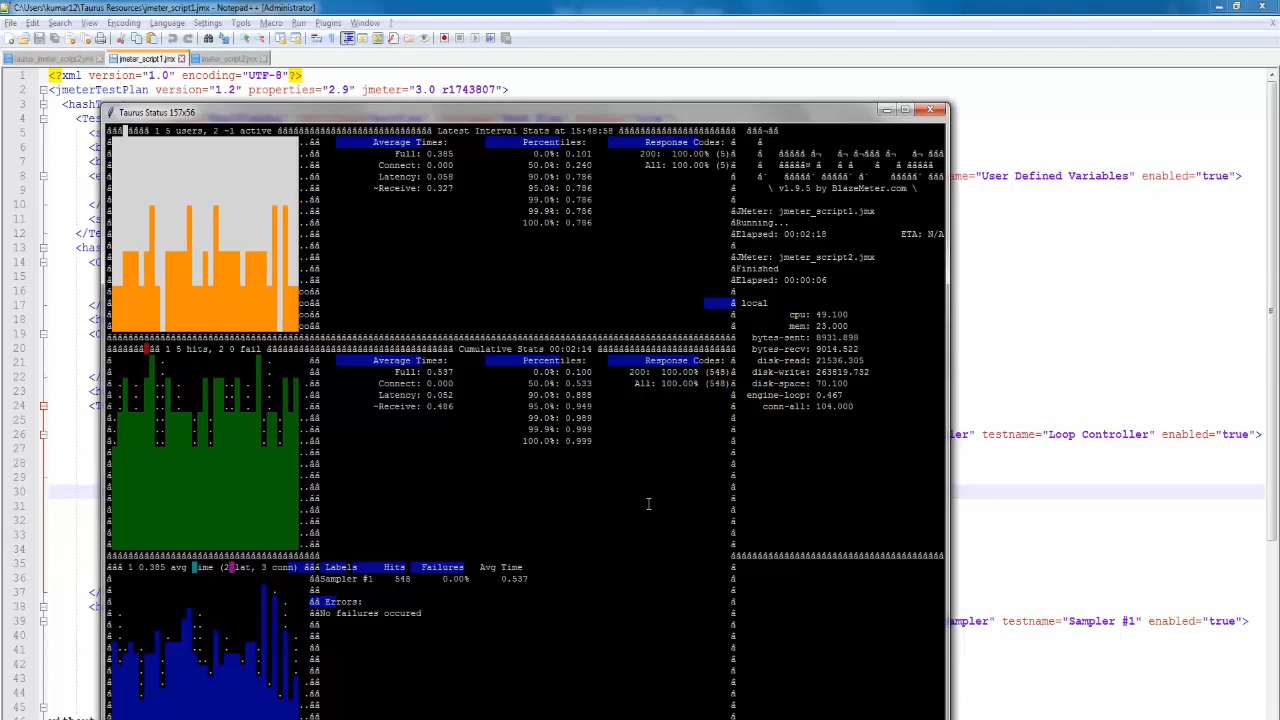 C:\Users\kumar12\Taurus Resources\jmeter_script1.jmx - Notepad++ [Administrator]
File Edit Search View Encoding Language Settings Tools Macro Run Plugins Window ?
X
taurus_jmeter_script2.yml jmeter_script1.jmx jmeter_script2.jmx
1 <?xml version="1.0" encoding="UTF-8"?>
2 <jmeterTestPlan version="1.2" properties="2.9" jmeter="3.0 r1743807">
3 <hashT
4 <Tes
Taurus Status 157x56
1 5 users, 2 ~1 active
Latest Interval Stats at 15:48:58
Average Times: Percentiles: Response Codes:
Full: 0.385 0.0%: 0.101 200: 100.00% (5)
Connect: 0.000 50.0%: 0.240 All: 100.00% (5)
Latency: 0.058 90.0%: 0.786
~Receive: 0.327 95.0%: 0.786
99.0%: 0.786
99.9%: 0.786
100.0%: 0.786
\ v1.9.5 by BlazeMeter.com \
JMeter: jmeter_script1.jmx
Running...
Elapsed: 00:02:18 ETA: N/A
JMeter: jmeter_script2.jmx
Finished
Elapsed: 00:00:06
local
cpu: 49.100
mem: 23.000
bytes-sent: 8931.898
bytes-recv: 9014.522
disk-read: 21536.305
disk-write: 263819.732
disk-space: 70.100
engine-loop: 0.467
conn-all: 104.000
1 5 hits, 2 0 fail
Cumulative Stats 00:02:14
Average Times: Percentiles: Response Codes:
Full: 0.537 0.0%: 0.100 200: 100.00% (548)
Connect: 0.000 50.0%: 0.533 All: 100.00% (548)
Latency: 0.052 90.0%: 0.888
~Receive: 0.486 95.0%: 0.949
99.0%: 0.989
99.9%: 0.999
100.0%: 0.999
1 0.385 avg time (2 lat, 3 conn)
Labels Hits Failures Avg Time
Sampler #1 548 0.00% 0.537
Errors:
No failures occured
name="User Defined Variables" enabled="true">
ler" testname="Loop Controller" enabled="true">
ampler" testname="Sampler #1" enabled="true">